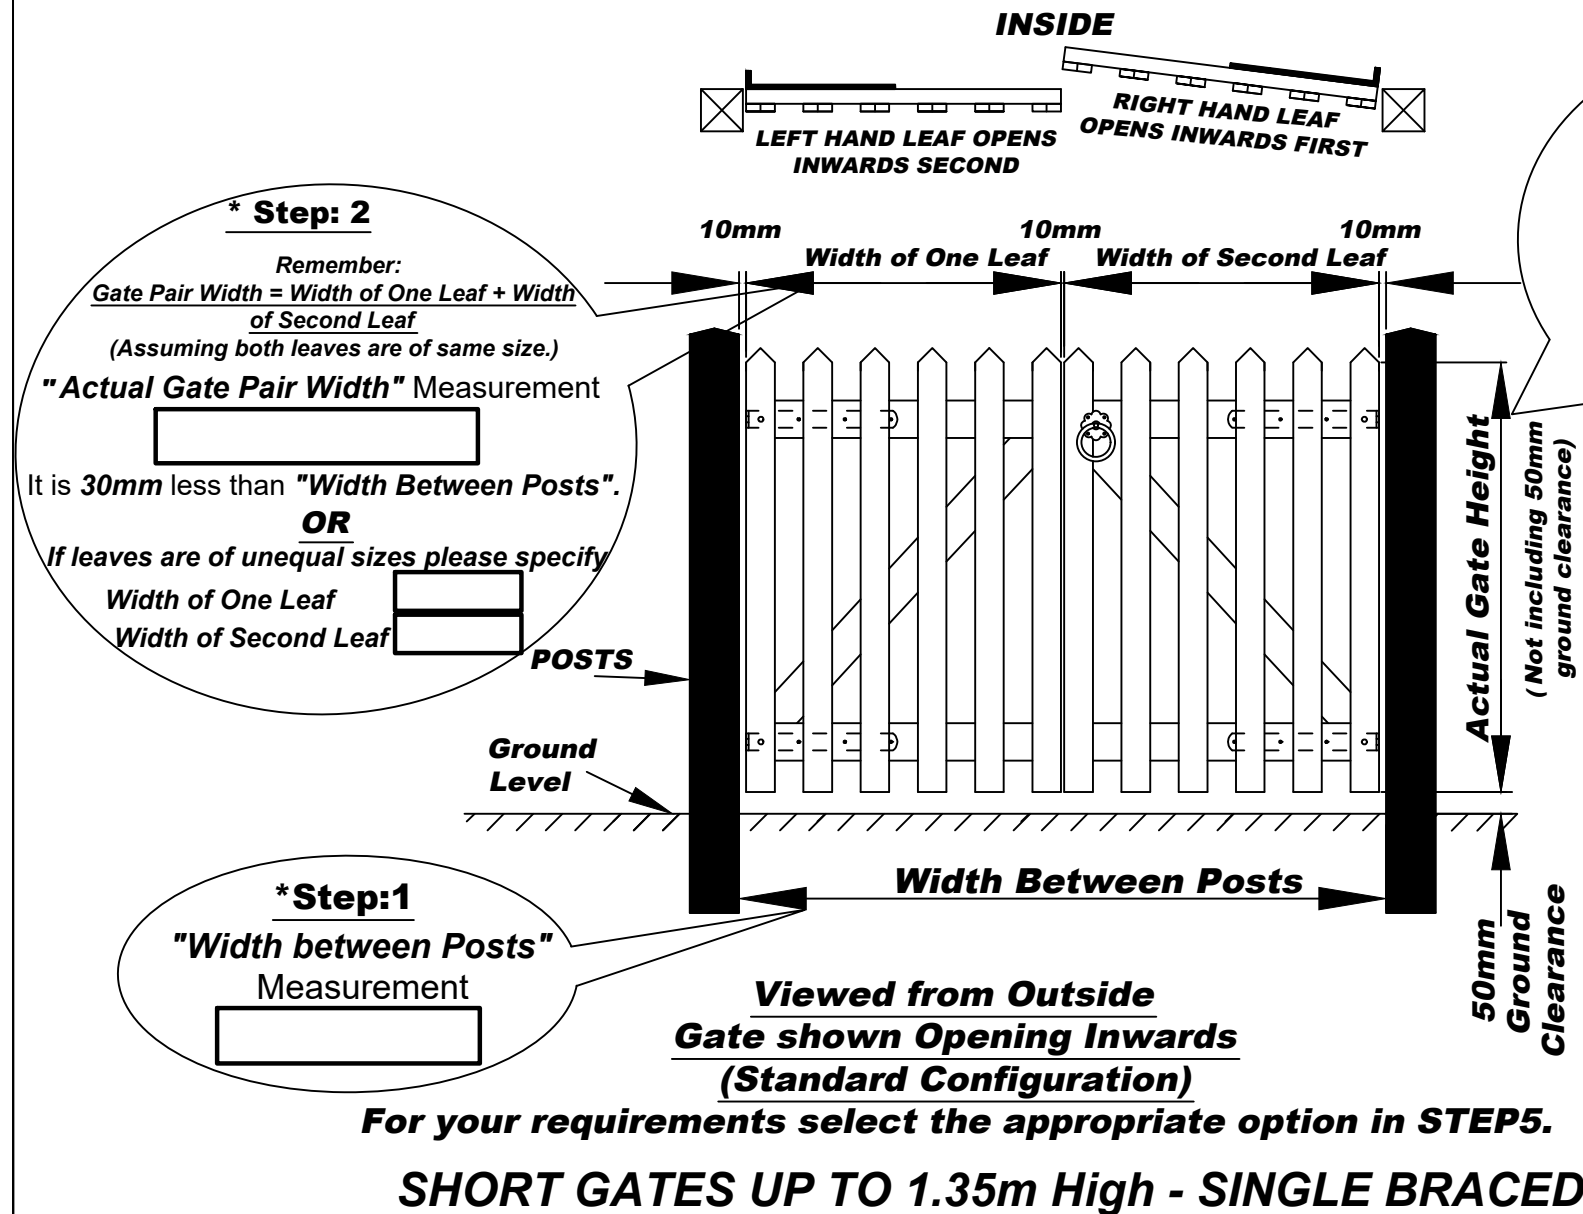 INSIDE
RIGHT HAND LEAF
OPENS INWARDS FIRST
LEFT HAND LEAF OPENS
INWARDS SECOND
* Step: 2
Remember:
Gate Pair Width = Width of One Leaf + Width
of Second Leaf
(Assuming both leaves are of same size.)
"Actual Gate Pair Width" Measurement
It is 30mm less than "Width Between Posts".
OR
If leaves are of unequal sizes please specify
Width of One Leaf
Width of Second Leaf
10mm 10mm 10mm
Width of One Leaf Width of Second Leaf
POSTS
Ground
Level
Actual Gate Height
(Not including 50mm
ground clearance)
Width Between Posts
50mm
Ground
Clearance
*Step:1
"Width between Posts"
Measurement
Viewed from Outside
Gate shown Opening Inwards
(Standard Configuration)
For your requirements select the appropriate option in STEP5.
SHORT GATES UP TO 1.35m High - SINGLE BRACED